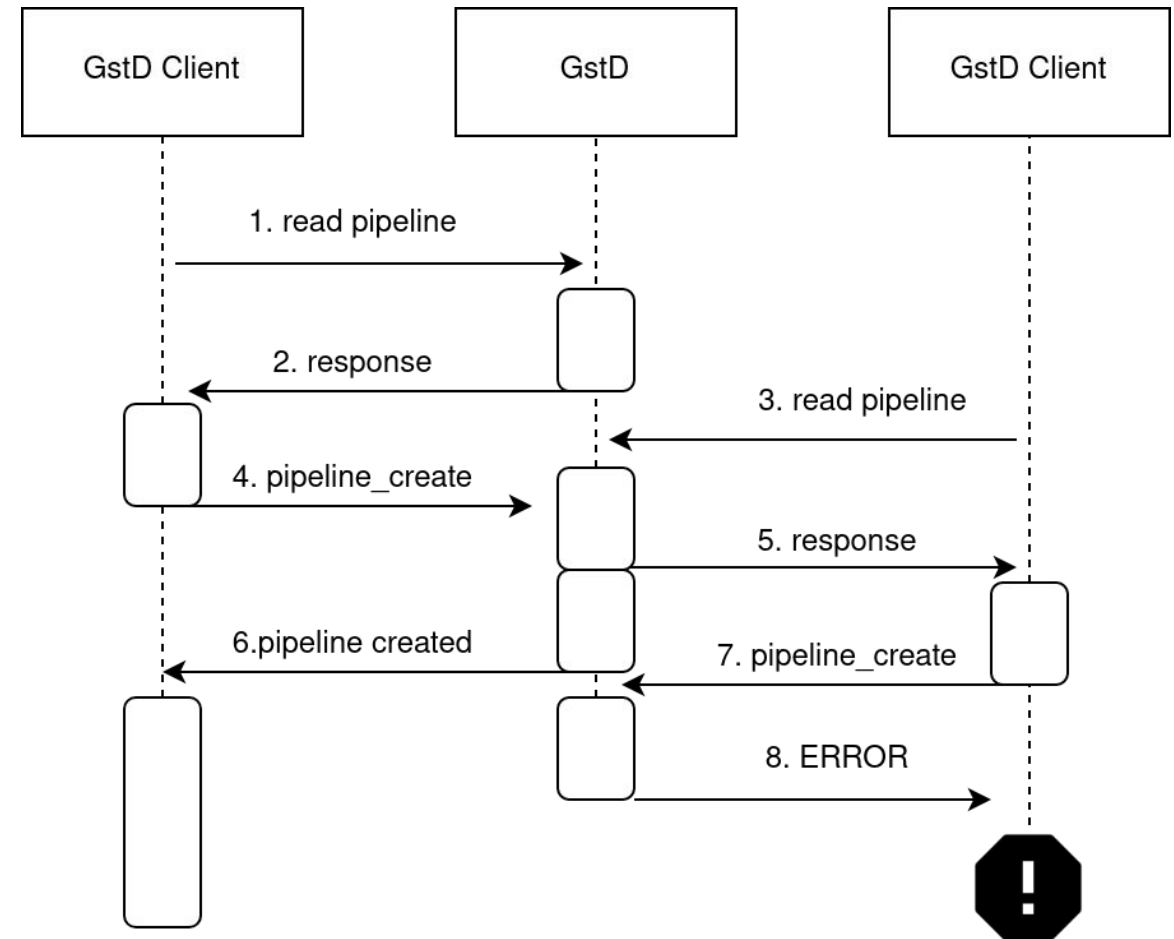 GstD Client
GstD
GstD Client
1. read pipeline
2. response
3. read pipeline
4. pipeline_create
5. response
6.pipeline created
7. pipeline_create
8. ERROR
!